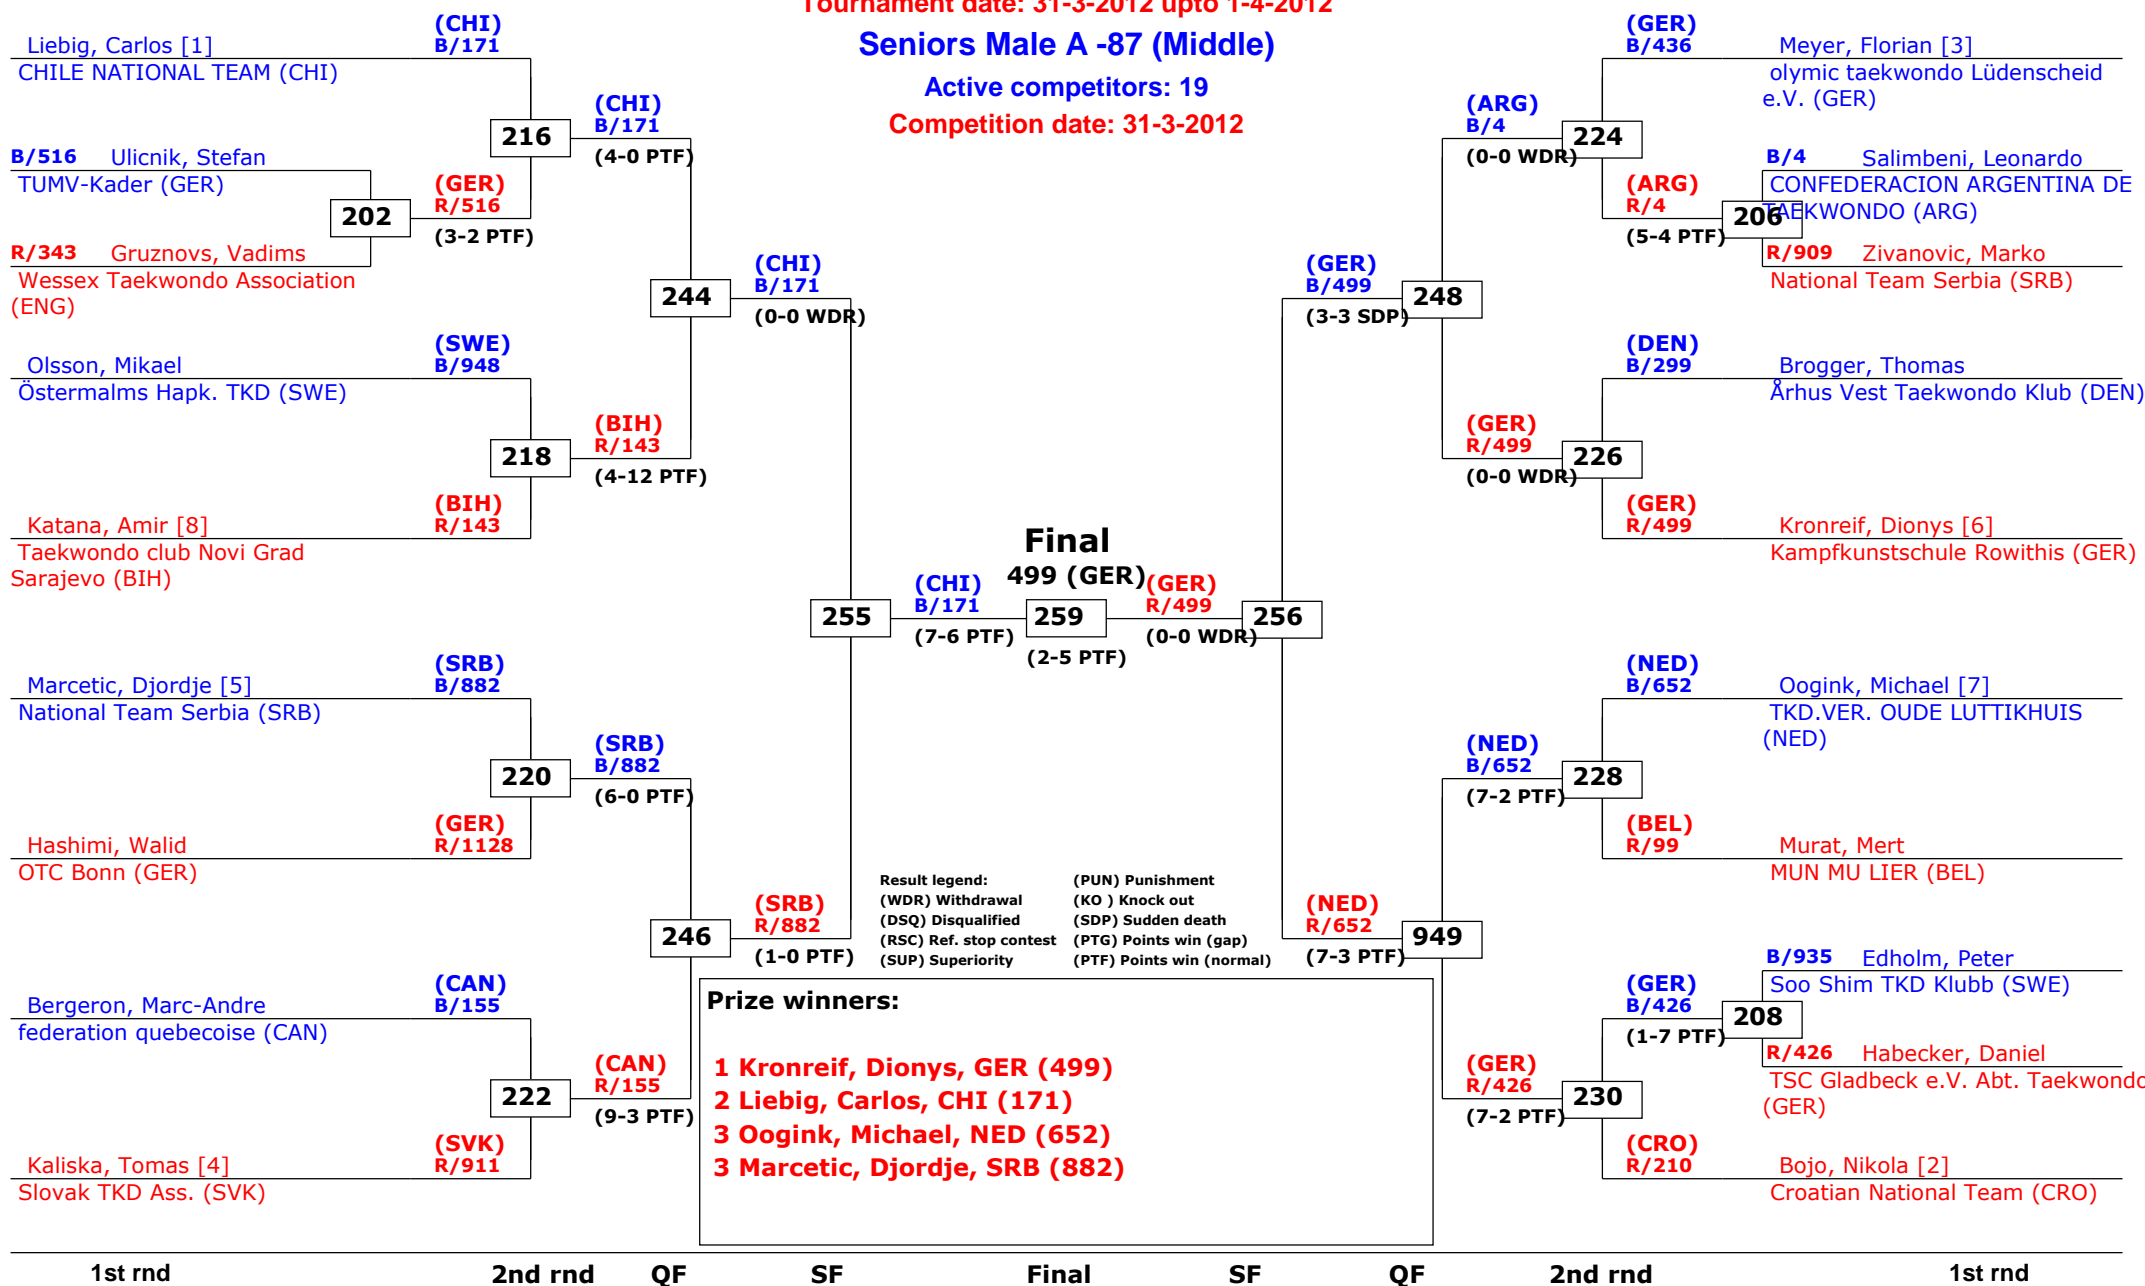 Tournament date: 31-3-2012 upto 1-4-2012
Seniors Male A -87 (Middle)
Active competitors: 19
Competition date: 31-3-2012
Liebig, Carlos [1]
CHILE NATIONAL TEAM (CHI)
(CHI)
B/171
B/516 Ulicnik, Stefan
TUMV-Kader (GER)
R/343 Gruznovs, Vadims
Wessex Taekwondo Association
(ENG)
202
(GER)
R/516
(3-2 PTF)
216
(CHI)
B/171
(4-0 PTF)
Olsson, Mikael
Östermalms Hapk. TKD (SWE)
(SWE)
B/948
Katana, Amir [8]
Taekwondo club Novi Grad
Sarajevo (BIH)
(BIH)
R/143
218
(BIH)
R/143
(4-12 PTF)
244
(CHI)
B/171
(0-0 WDR)
Marcetic, Djordje [5]
National Team Serbia (SRB)
(SRB)
B/882
Hashimi, Walid
OTC Bonn (GER)
(GER)
R/1128
220
(SRB)
B/882
(6-0 PTF)
Bergeron, Marc-Andre
federation quebecoise (CAN)
(CAN)
B/155
Kaliska, Tomas [4]
Slovak TKD Ass. (SVK)
(SVK)
R/911
222
(CAN)
R/155
(9-3 PTF)
246
(SRB)
R/882
(1-0 PTF)
255
(CHI)
B/171
(7-6 PTF)
Final
499 (GER)
259
(2-5 PTF)
(GER)
R/499
(0-0 WDR)
256
(GER)
B/499
(3-3 SDP)
248
(ARG)
B/4
(0-0 WDR)
224
(GER)
B/436
Meyer, Florian [3]
olymic taekwondo Lüdenscheid
e.V. (GER)
(ARG)
R/4
(5-4 PTF)
206
B/4 Salimbeni, Leonardo
CONFEDERACION ARGENTINA DE
TAEKWONDO (ARG)
R/909 Zivanovic, Marko
National Team Serbia (SRB)
(GER)
R/499
(0-0 WDR)
226
(DEN)
B/299
Brogger, Thomas
Århus Vest Taekwondo Klub (DEN)
(GER)
R/499
Kronreif, Dionys [6]
Kampfkunstschule Rowithis (GER)
(NED)
R/652
(7-3 PTF)
949
(NED)
B/652
(7-2 PTF)
228
(NED)
B/652
Oogink, Michael [7]
TKD.VER. OUDE LUTTIKHUIS
(NED)
(BEL)
R/99
Murat, Mert
MUN MU LIER (BEL)
(GER)
R/426
(7-2 PTF)
230
(GER)
B/426
(1-7 PTF)
208
B/935 Edholm, Peter
Soo Shim TKD Klubb (SWE)
R/426 Habecker, Daniel
TSC Gladbeck e.V. Abt. Taekwondo
(GER)
(CRO)
R/210
Bojo, Nikola [2]
Croatian National Team (CRO)
Result legend: (PUN) Punishment
(WDR) Withdrawal (KO ) Knock out
(DSQ) Disqualified (SDP) Sudden death
(RSC) Ref. stop contest (PTG) Points win (gap)
(SUP) Superiority (PTF) Points win (normal)
Prize winners:
1 Kronreif, Dionys, GER (499)
2 Liebig, Carlos, CHI (171)
3 Oogink, Michael, NED (652)
3 Marcetic, Djordje, SRB (882)
1st rnd 2nd rnd QF SF Final SF QF 2nd rnd 1st rnd